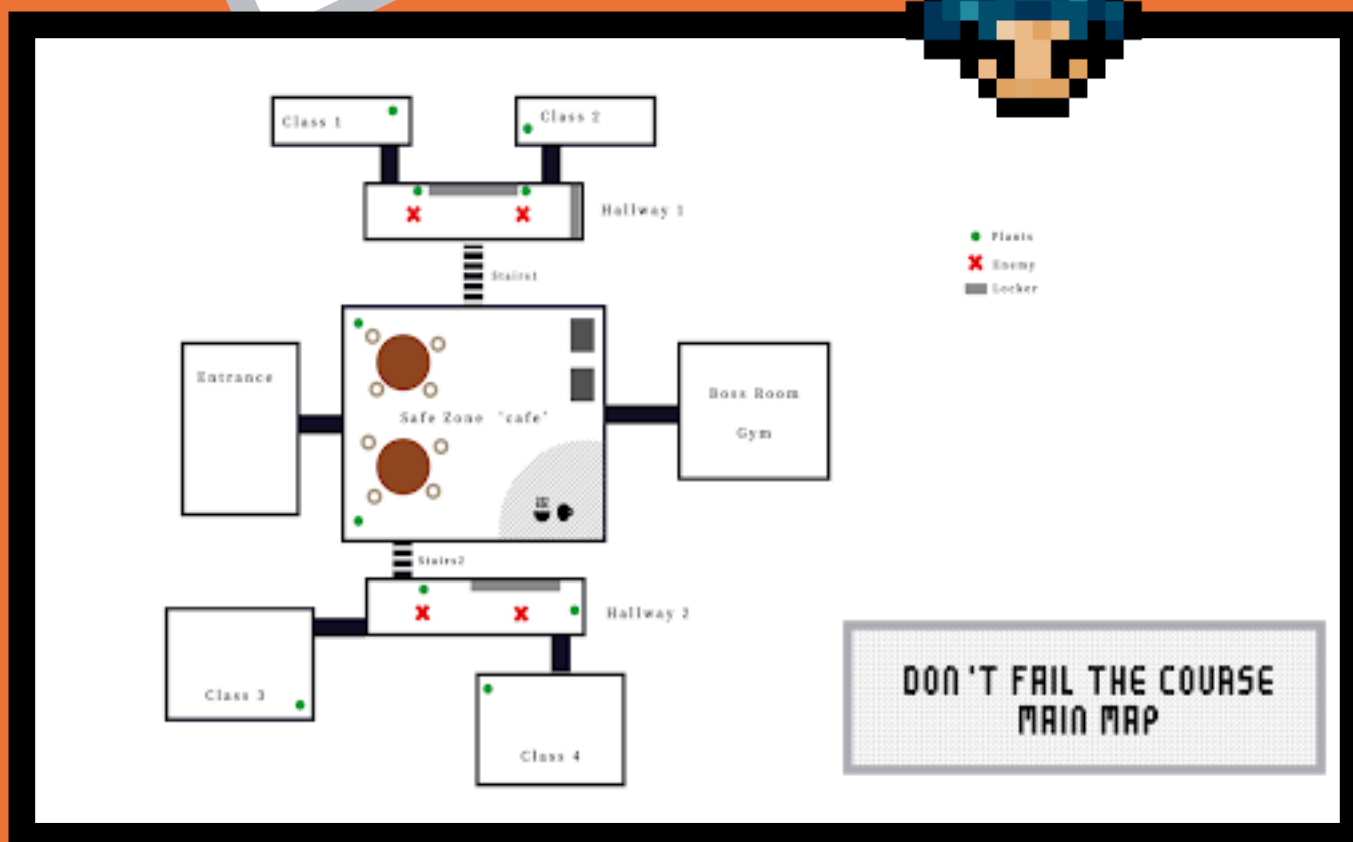 Class 1
Class 2
Hallway 1
Plants
Enemy
Locker
Stairs1
Entrance
Safe Zone "cafe"
Boss Room
Gym
Stairs2
Hallway 2
Class 3
Class 4
DON'T FAIL THE COURSE
MAIN MAP